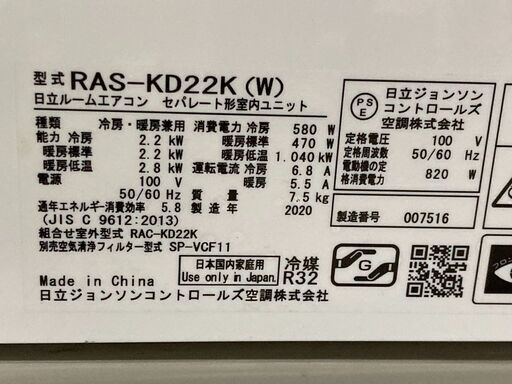 型式 RAS-KD22K (W)
日立ルームエアコン セパレート形室内ユニット
種類 冷房・暖房兼用
能力 冷房 2.2 kW
暖房標準 2.2 kW
暖房低温 2.8 kW
電源 100 V
50/60 Hz
消費電力 冷房 580 W
暖房標準 470 W
暖房低温 1.040 kW
運転電流 冷房 6.8 A
暖房 5.5 A
質量 7.5 kg
製造年 2020
通年エネルギー消費効率 5.8
(JIS C 9612:2013)
組合せ室外型式 RAC-KD22K
別売空気清浄フィルター型式 SP-VCF11
Made in China
日立ジョンソンコントロールズ空調株式会社
日本国内家庭用
Use only in Japan.
冷媒
R32
G
PSE
日立ジョンソン
コントロールズ
空調株式会社
定格電圧 100 V
定格周波数 50/60 Hz
電動機の定
格消費電力 820 W
製造番号 007516
フロン